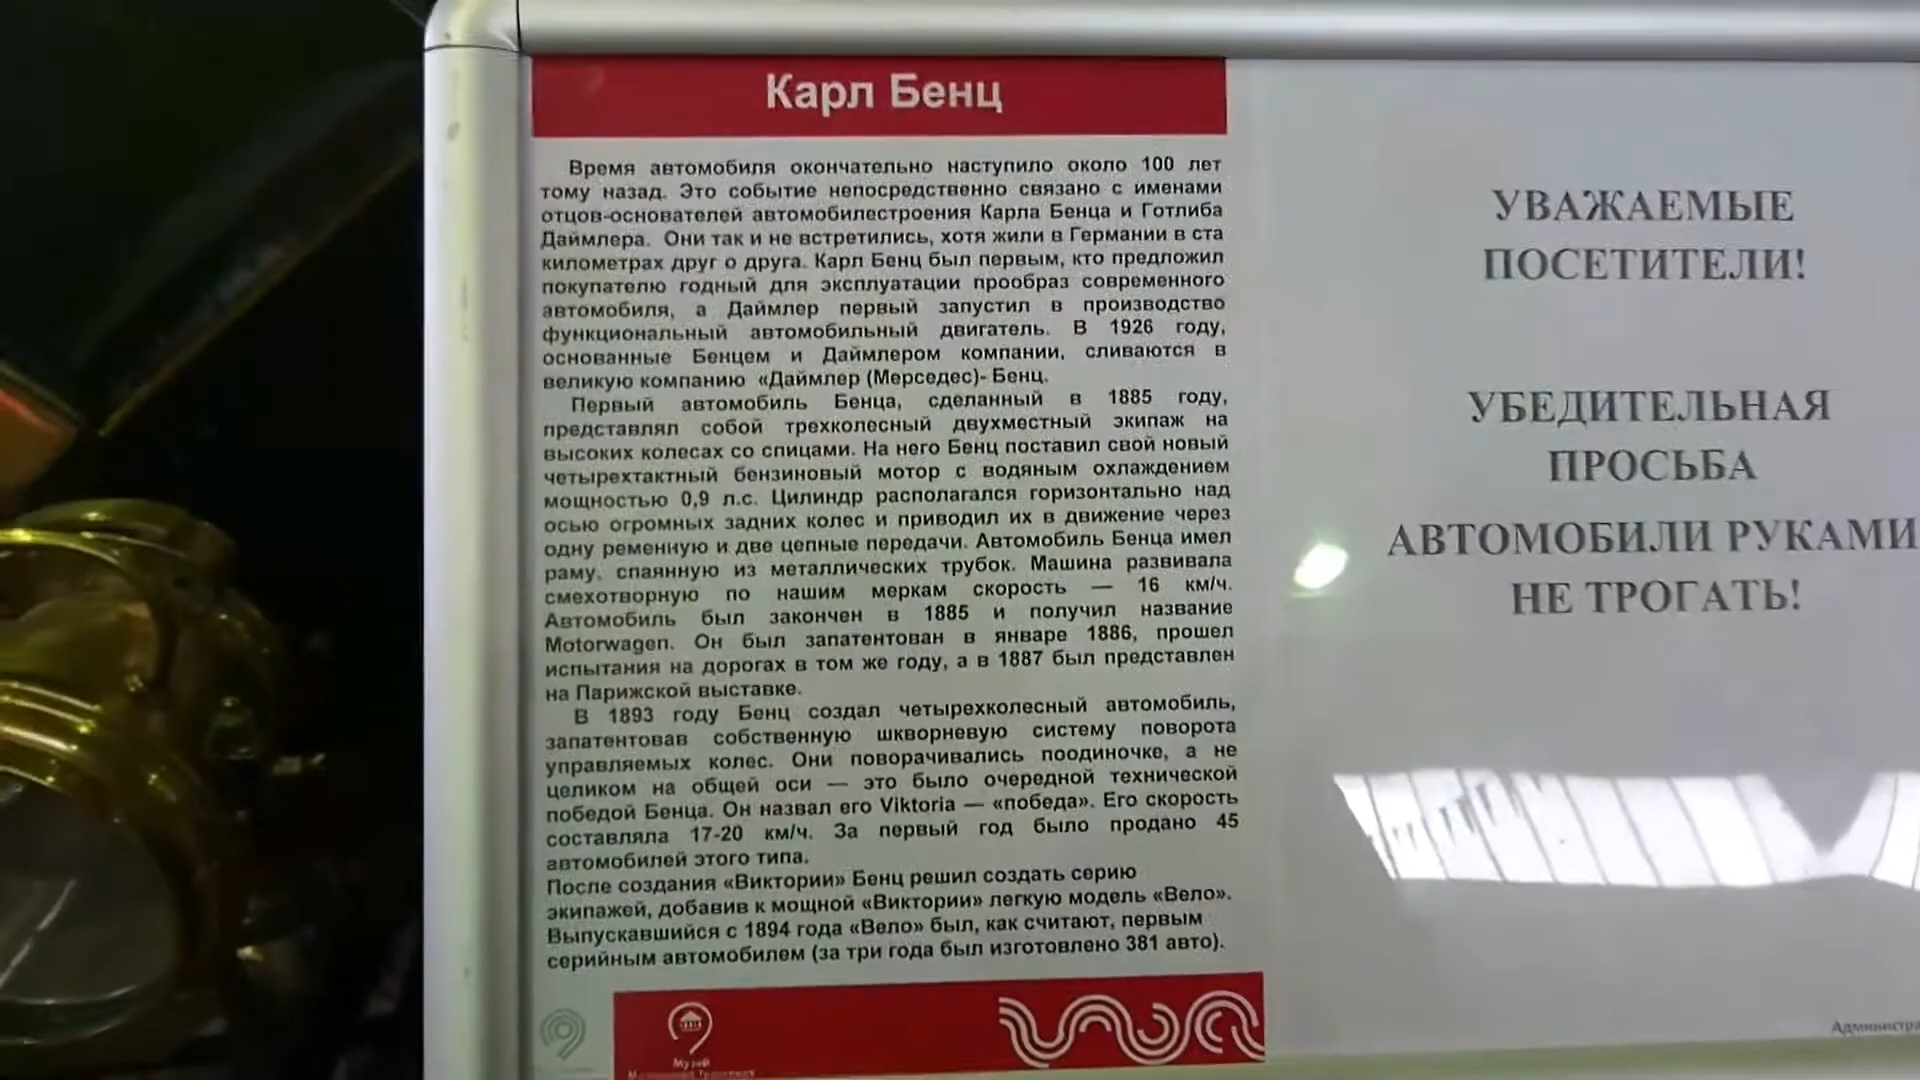 Карл Бенц
Время автомобиля окончательно наступило около 100 лет
тому назад. Это событие непосредственно связано с именами
отцов-основателей автомобилестроения Карла Бенца и Готлиба
Даймлера. Они так и не встретились, хотя жили в Германии в ста
километрах друг о друга. Карл Бенц был первым, кто предложил
покупателю годный для эксплуатации прообраз современного
автомобиля, а Даймлер первый запустил в производство
функциональный автомобильный двигатель. В 1926 году,
основанные Бенцем и Даймлером компании, сливаются в
великую компанию «Даймлер (Мерседес)- Бенц.
Первый автомобиль Бенца, сделанный в 1885 году,
представлял собой трехколесный двухместный экипаж на
высоких колесах со спицами. На него Бенц поставил свой новый
четырехтактный бензиновый мотор с водяным охлаждением
мощностью 0,9 л.с. Цилиндр располагался горизонтально над
осью огромных задних колес и приводил их в движение через
одну ременную и две цепные передачи. Автомобиль Бенца имел
раму, спаянную из металлических трубок. Машина развивала
смехотворную по нашим меркам скорость — 16 км/ч.
Автомобиль был закончен в 1885 и получил название
Motorwagen. Он был запатентован в январе 1886, прошел
испытания на дорогах в том же году, а в 1887 был представлен
на Парижской выставке.
В 1893 году Бенц создал четырехколесный автомобиль,
запатентовав собственную шкворневую систему поворота
управляемых колес. Они поворачивались поодиночке, а не
целиком на общей оси — это было очередной технической
победой Бенца. Он назвал его Viktoria — «победа». Его скорость
составляла 17-20 км/ч. За первый год было продано 45
автомобилей этого типа.
После создания «Виктории» Бенц решил создать серию
экипажей, добавив к мощной «Виктории» легкую модель «Вело».
Выпускавшийся с 1894 года «Вело» был, как считают, первым
серийным автомобилем (за три года был изготовлено 381 авто).
Музей
УВАЖАЕМЫЕ
ПОСЕТИТЕЛИ!
УБЕДИТЕЛЬНАЯ
ПРОСЬБА
АВТОМОБИЛИ РУКАМИ
НЕ ТРОГАТЬ!